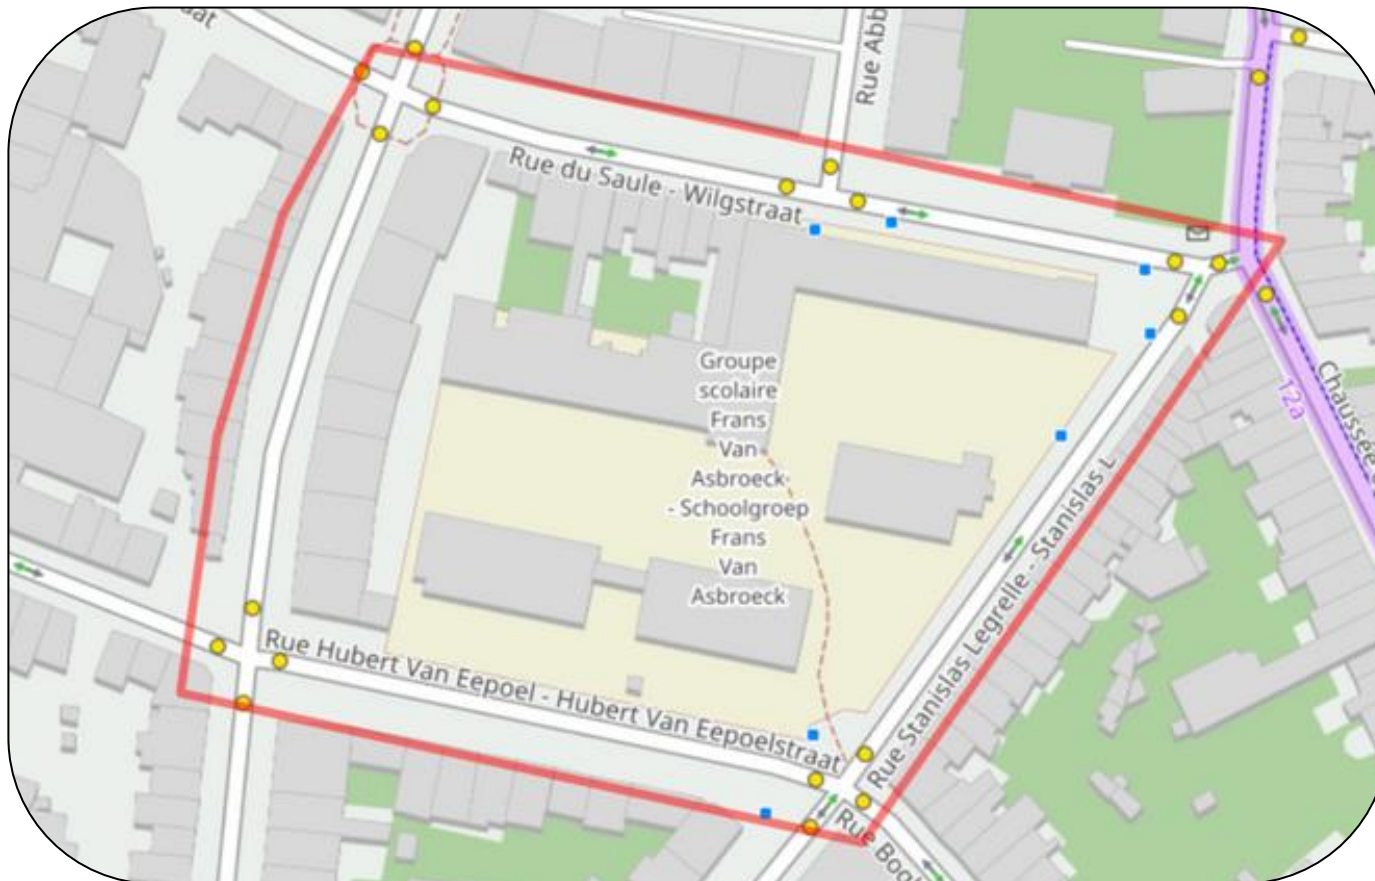 aat
Rue Abb
Rue du Saule - Wilgstraat
Groupe
scolaire
Frans
Van
Asbroeck
- Schoolgroep
Frans
Van
Asbroeck
12a
Chaussée
Rue Stanislas Legrelle - Stanislas L
Rue Hubert Van Eepoel - Hubert Van Eepoelstraat
Rue Boo